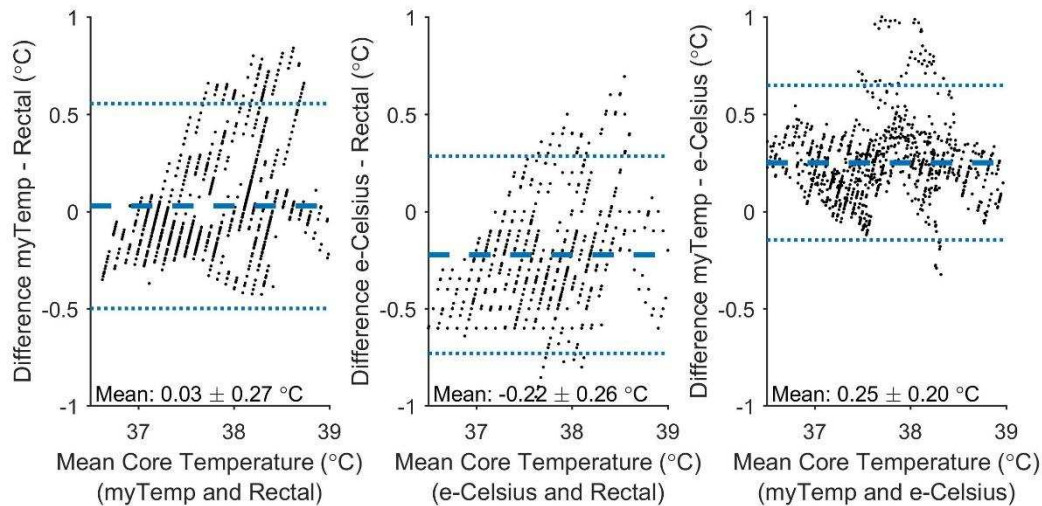 Difference myTemp - Rectal (°C)
1
0.5
0
-0.5
-1
Mean: 0.03 ± 0.27 °C
37
38
39
Mean Core Temperature (°C)
(myTemp and Rectal)
Difference e-Celsius - Rectal (°C)
1
0.5
0
-0.5
-1
Mean: -0.22 ± 0.26 °C
37
38
39
Mean Core Temperature (°C)
(e-Celsius and Rectal)
Difference myTemp - e-Celsius (°C)
1
0.5
0
-0.5
-1
Mean: 0.25 ± 0.20 °C
37
38
39
Mean Core Temperature (°C)
(myTemp and e-Celsius)